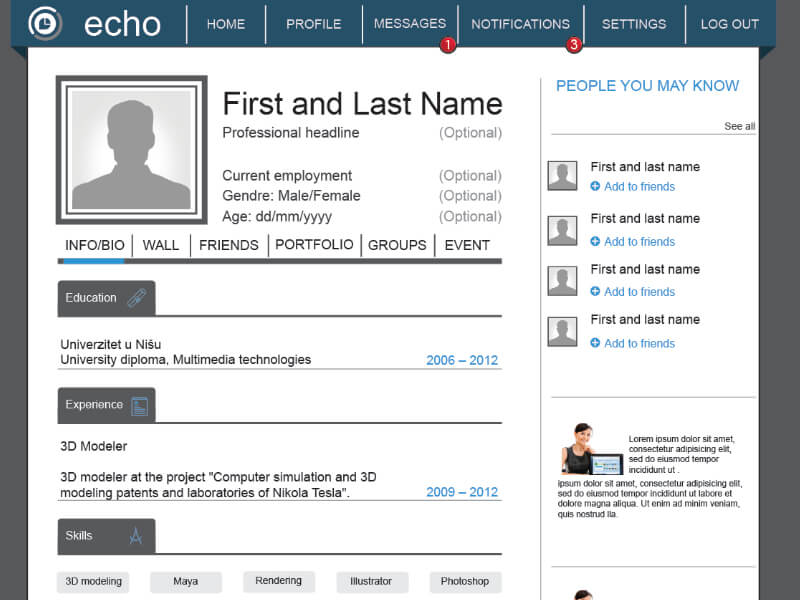 echo
HOME
PROFILE
MESSAGES
NOTIFICATIONS
SETTINGS
LOG OUT
1
3
First and Last Name
Professional headline (Optional)
Current employment (Optional)
Gendre: Male/Female (Optional)
Age: dd/mm/yyyy (Optional)
INFO/BIO
WALL
FRIENDS
PORTFOLIO
GROUPS
EVENT
Education
Univerzitet u Nišu
University diploma, Multimedia technologies 2006 – 2012
Experience
3D Modeler
3D modeler at the project "Computer simulation and 3D
modeling patents and laboratories of Nikola Tesla". 2009 – 2012
Skills
3D modeling
Maya
Rendering
Illustrator
Photoshop
PEOPLE YOU MAY KNOW
See all
First and last name
Add to friends
First and last name
Add to friends
First and last name
Add to friends
First and last name
Add to friends
Lorem ipsum dolor sit amet,
consectetur adipisicing elit,
sed do eiusmod tempor
incididunt ut .
ipsum dolor sit amet, consectetur adipisicing elit,
sed do eiusmod tempor incididunt ut labore et
dolore magna aliqua. Ut enim ad minim veniam,
quis nostrud lla.